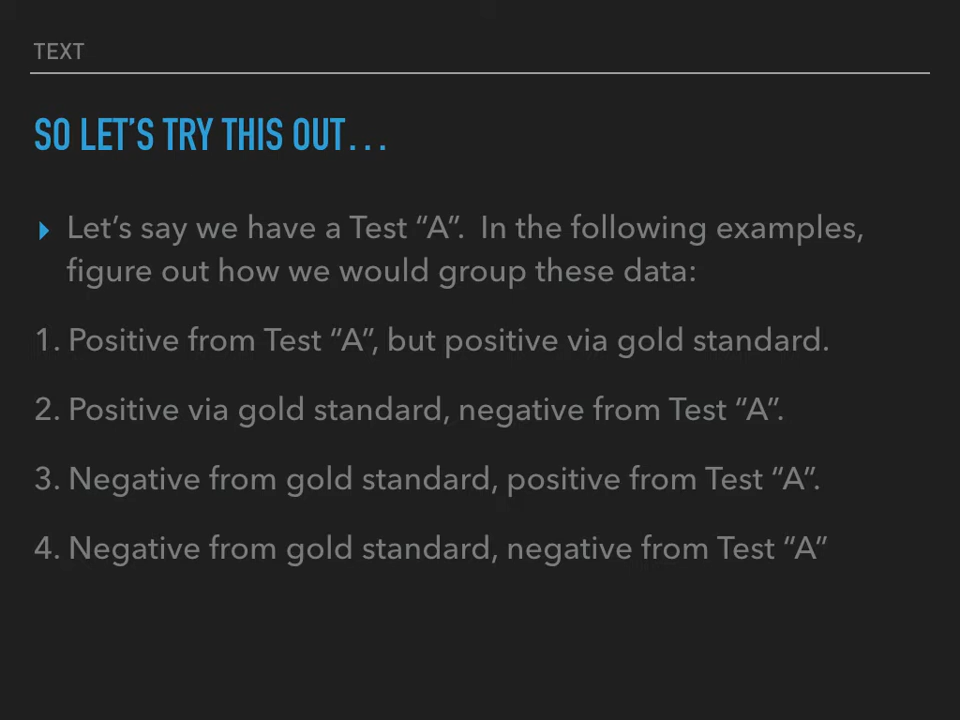 TEXT
SO LET’S TRY THIS OUT…
▸ Let’s say we have a Test “A”.  In the following examples,
figure out how we would group these data:
1. Positive from Test “A”, but positive via gold standard.
2. Positive via gold standard, negative from Test “A”.
3. Negative from gold standard, positive from Test “A”.
4. Negative from gold standard, negative from Test “A”